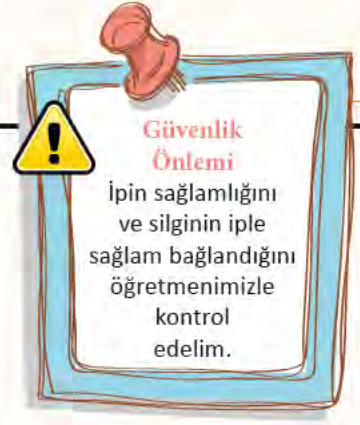 Güvenlik
Önlemi
İpin sağlamlığını
ve silginin iple
sağlam bağlandığını
öğretmenimizle
kontrol
edelim.